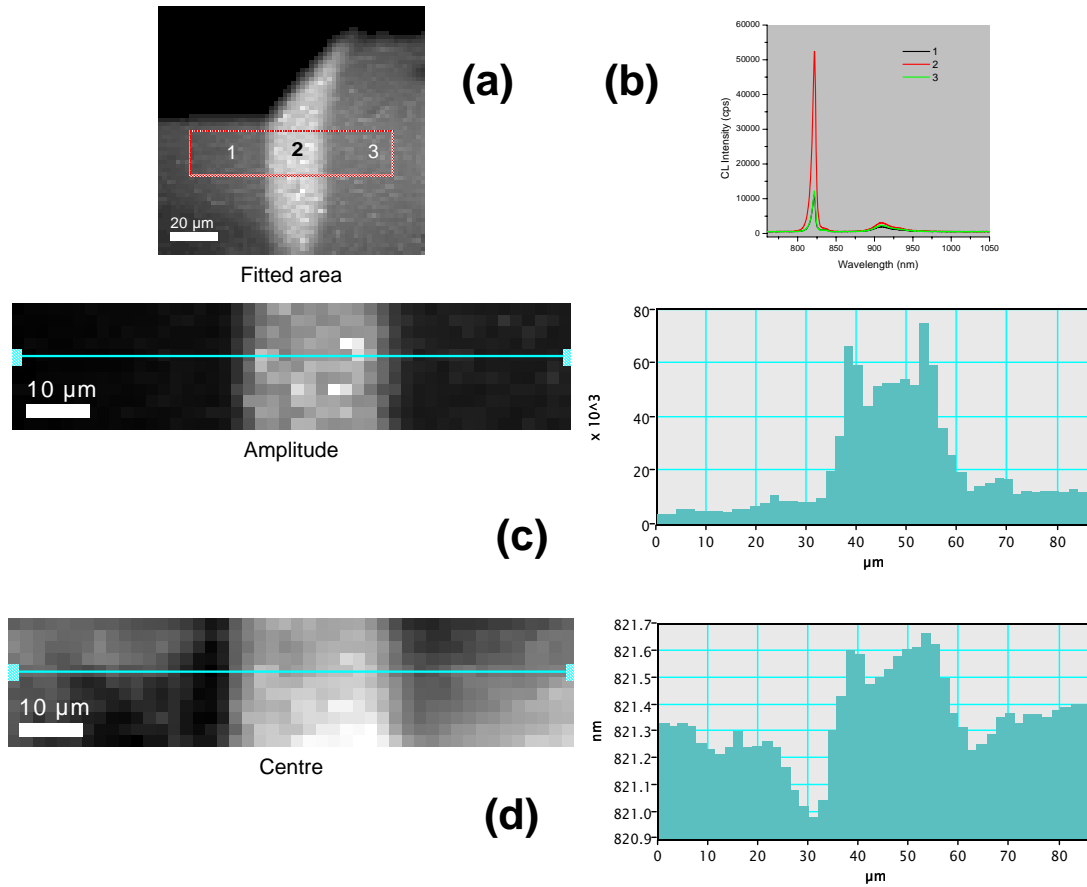 (a)
1 2 3
20 µm
Fitted area
(b)
60000
50000
40000
30000
20000
10000
0
CL Intensity (cps)
1
2
3
800 850 900 950 1000 1050
Wavelength (nm)
10 µm
Amplitude
(c)
80
60
40
20
0
x 10^3
0 10 20 30 40 50 60 70 80
µm
10 µm
Centre
(d)
821.7
821.6
821.5
821.4
821.3
821.2
821.1
821.0
820.9
nm
0 10 20 30 40 50 60 70 80
µm